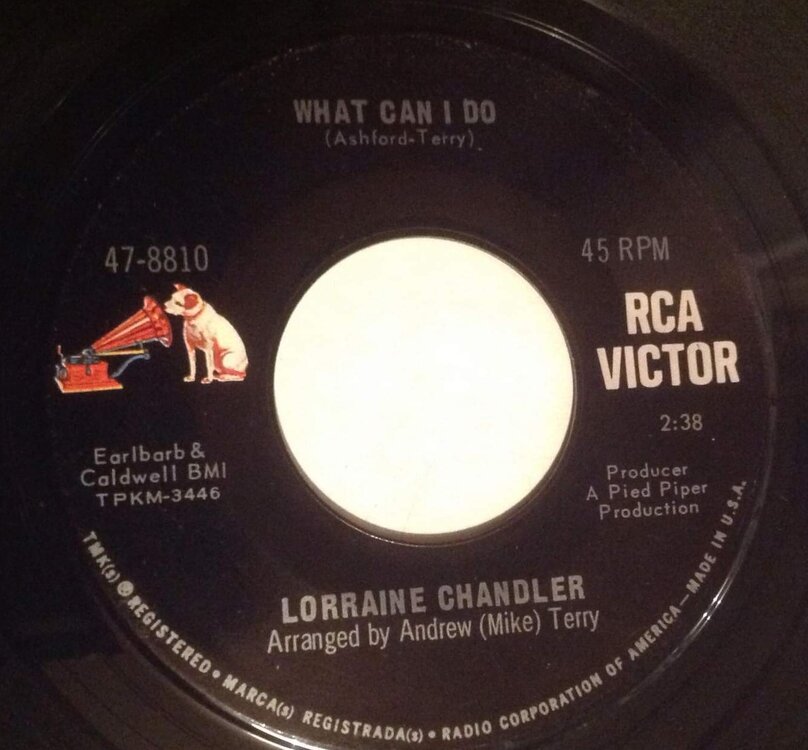 WHAT CAN I DO
(Ashford-Terry)
47-8810
45 RPM
RCA
VICTOR
2:38
Earlbarb &
Caldwell BMI
TPKM-3446
Producer
A Pied Piper
Production
LORRAINE CHANDLER
Arranged by Andrew (Mike) Terry
TMK(s) ® REGISTERED • MARCA(s) REGISTRADA(s) • RADIO CORPORATION OF AMERICA—MADE IN U.S.A.